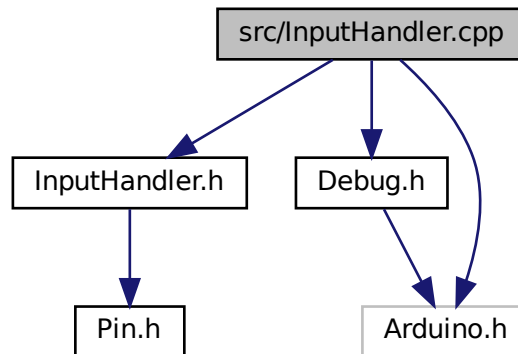 src/InputHandler.cpp
InputHandler.h
Debug.h
Pin.h
Arduino.h